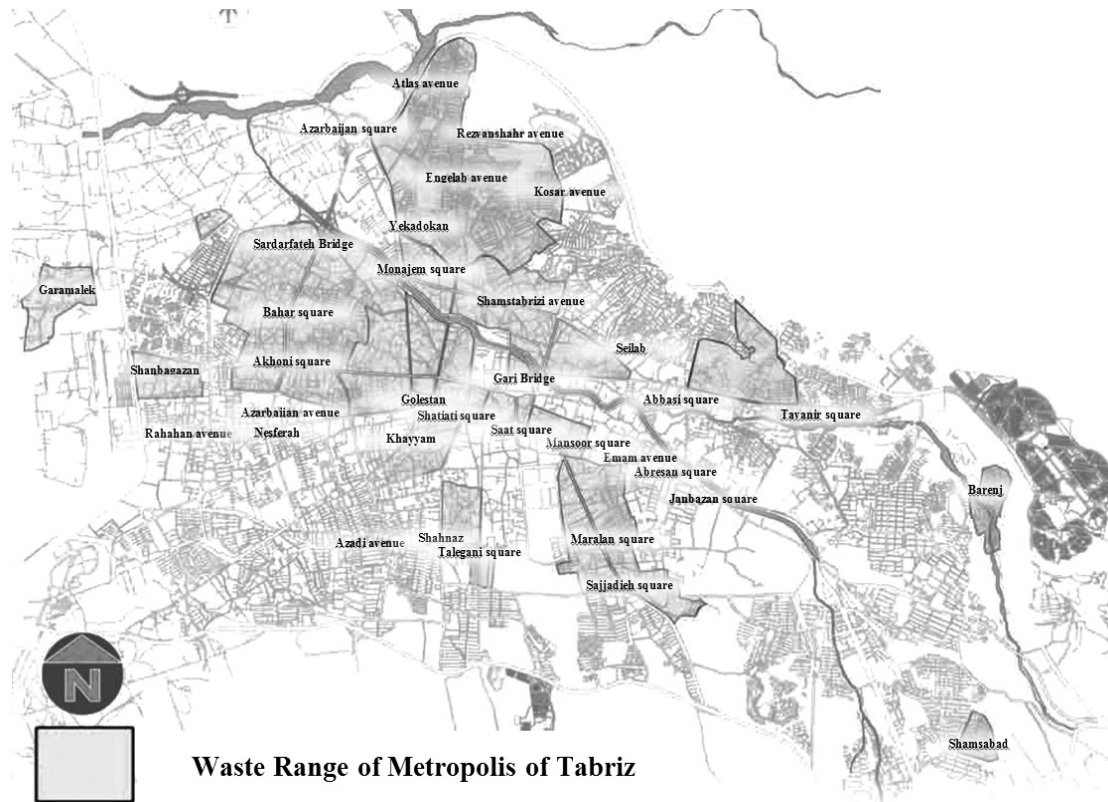 Atlas avenue
Azarbaijan square
Rezvanshahr avenue
Engelab avenue
Kosar avenue
Yekadokan
Sardarfateh Bridge
Monajem square
Garamalek
Shamstabrizi avenue
Bahar square
Seilab
Akhoni square
Shanbagazan
Gari Bridge
Golestan
Abbasi square
Azarbaiian avenue
Shatiati square
Tavanir square
Saat square
Rahahan avenue
Nesferah
Khayyam
Mansoor square
Emam avenue
Abresan square
Barenj
Janbazan square
Azadi avenue
Shahnaz
Maralan square
Talegani square
Sajjadieh square
N
Shamsabad
Waste Range of Metropolis of Tabriz